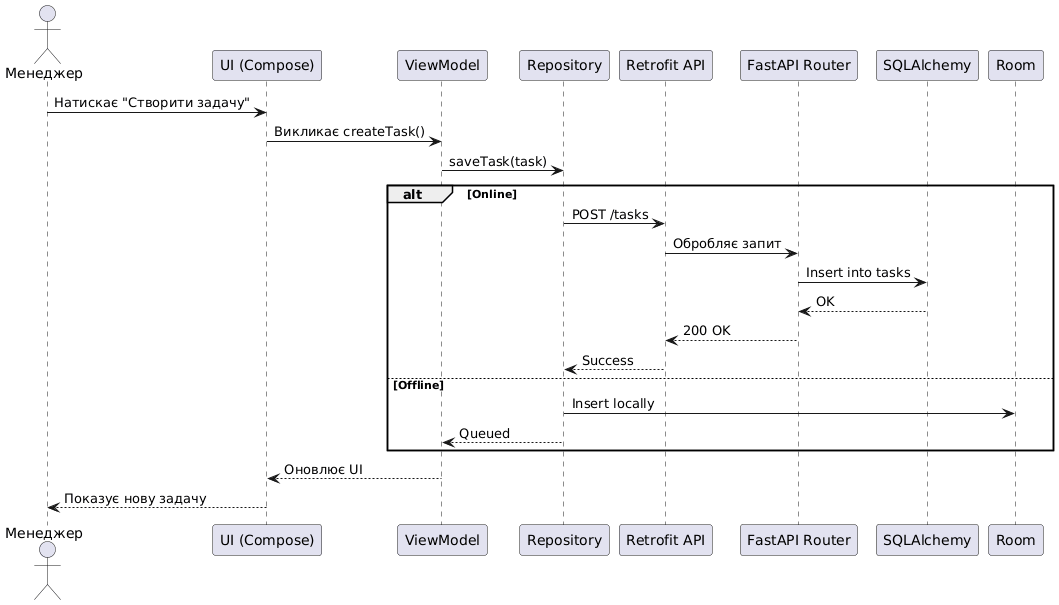 Менеджер
UI (Compose)
ViewModel
Repository
Retrofit API
FastAPI Router
SQLAlchemy
Room
Натискає "Створити задачу"
Викликає createTask()
saveTask(task)
alt [Online]
POST /tasks
Обробляє запит
Insert into tasks
OK
200 OK
Success
[Offline]
Insert locally
Queued
Оновлює UI
Показує нову задачу
Менеджер
UI (Compose)
ViewModel
Repository
Retrofit API
FastAPI Router
SQLAlchemy
Room